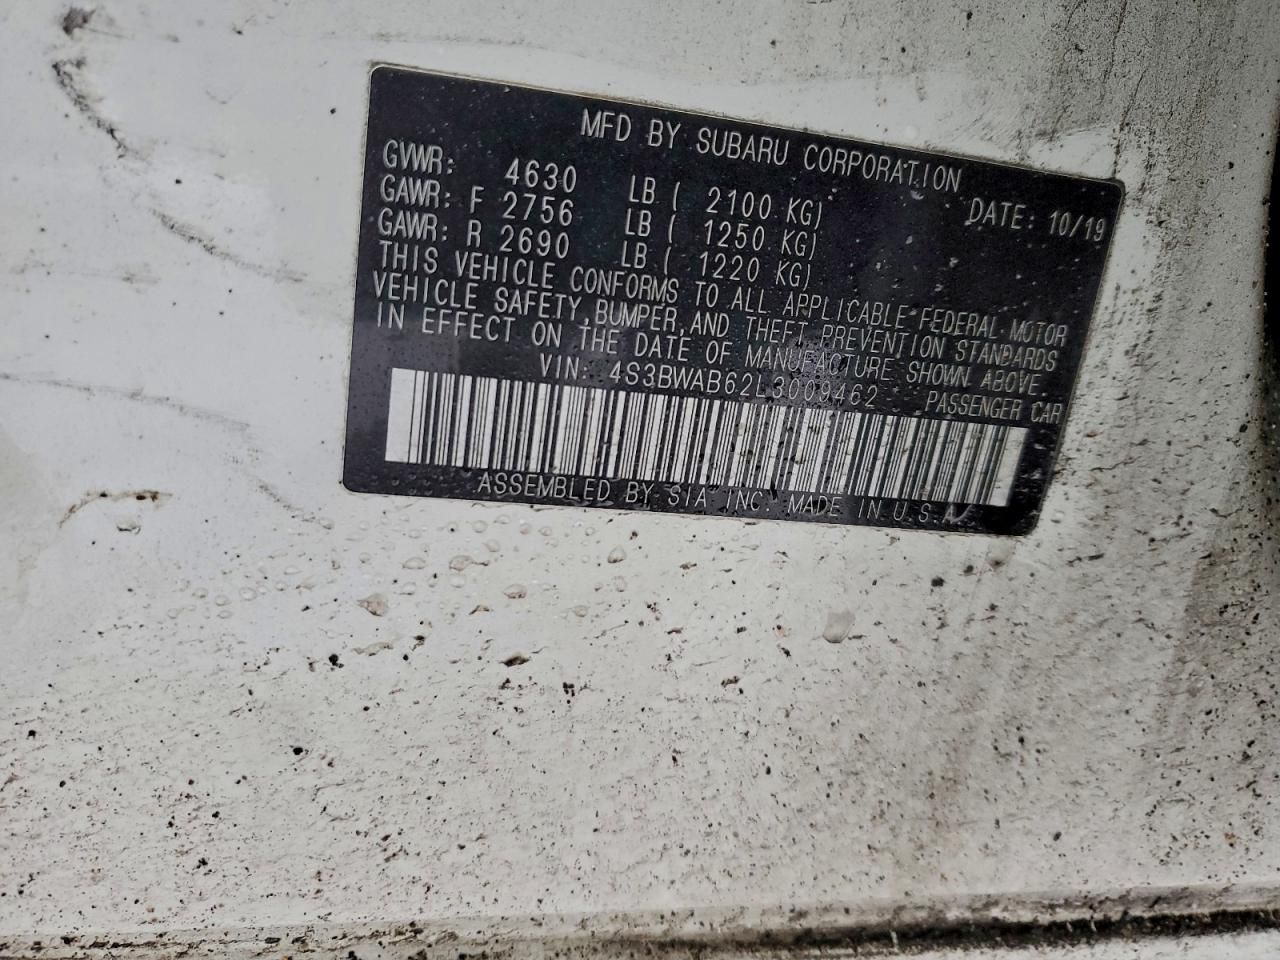 MFD BY SUBARU CORPORATION
DATE: 10/19
GVWR: 4630 LB ( 2100 KG)
GAWR: F 2756 LB ( 1250 KG)
GAWR: R 2690 LB ( 1220 KG)
THIS VEHICLE CONFORMS TO ALL APPLICABLE FEDERAL MOTOR
VEHICLE SAFETY, BUMPER, AND THEFT PREVENTION STANDARDS
IN EFFECT ON THE DATE OF MANUFACTURE SHOWN ABOVE.
VIN: 4S3BWAB62L3009462 PASSENGER CAR
ASSEMBLED BY SIA INC. MADE IN U.S.A